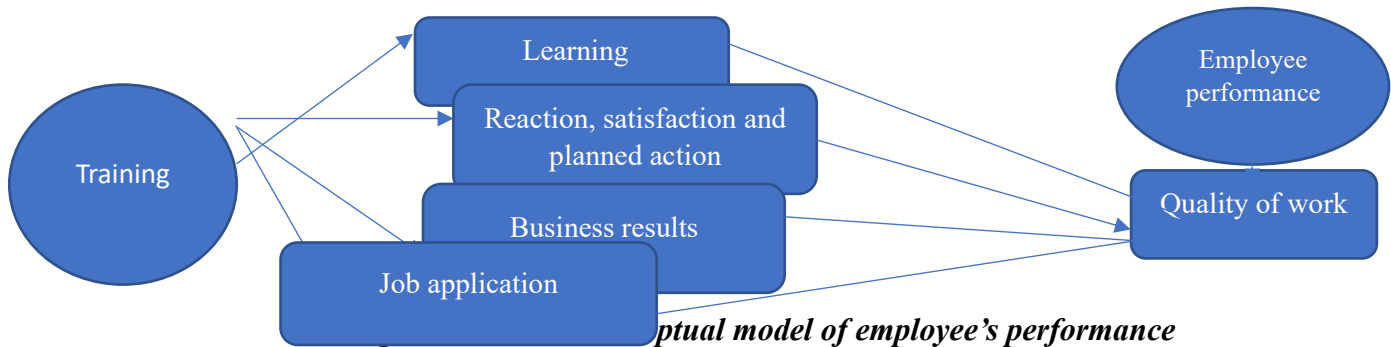 Training
Learning
Reaction, satisfaction and
planned action
Business results
Job application
Employee
performance
Quality of work
model of employee's performance